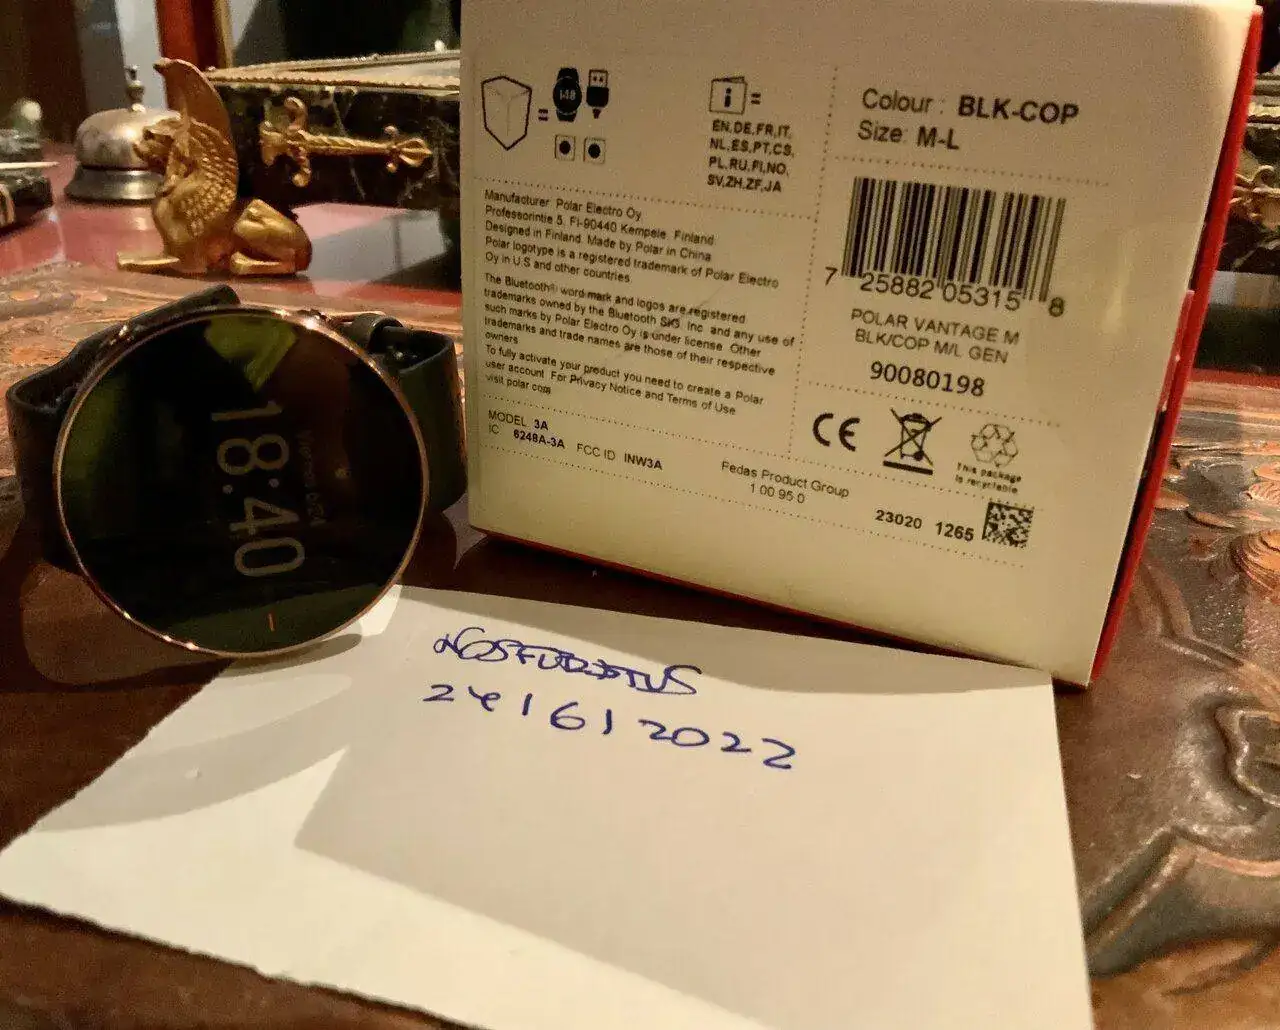 148
i
EN,DE,FR,IT,
NL,ES,PT,CS,
PL,RU,FI,NO,
SV,ZH,ZF,JA
Colour : BLK-COP
Size: M-L
Manufacturer Polar Electro Oy
Professorintie 5, FI-90440 Kempele, Finland
Designed in Finland. Made by Polar in China
Polar logotype is a registered trademark of Polar Electro
Oy in U.S and other countries.
The Bluetooth® word mark and logos are registered
trademarks owned by the Bluetooth SIG, Inc. and any use of
such marks by Polar Electro Oy is under license. Other
trademarks and trade names are those of their respective
owners
To fully activate your product you need to create a Polar
user account. For Privacy Notice and Terms of Use
visit polar.com
MODEL 3A
IC 6248A-3A FCC ID INW3A
Fedas Product Group
1 00 95 0
7 25882 05315 8
POLAR VANTAGE M
BLK/COP M/L GEN
90080198
CE
This package
is recyclable
23020 1265
18:40
24/6/2022